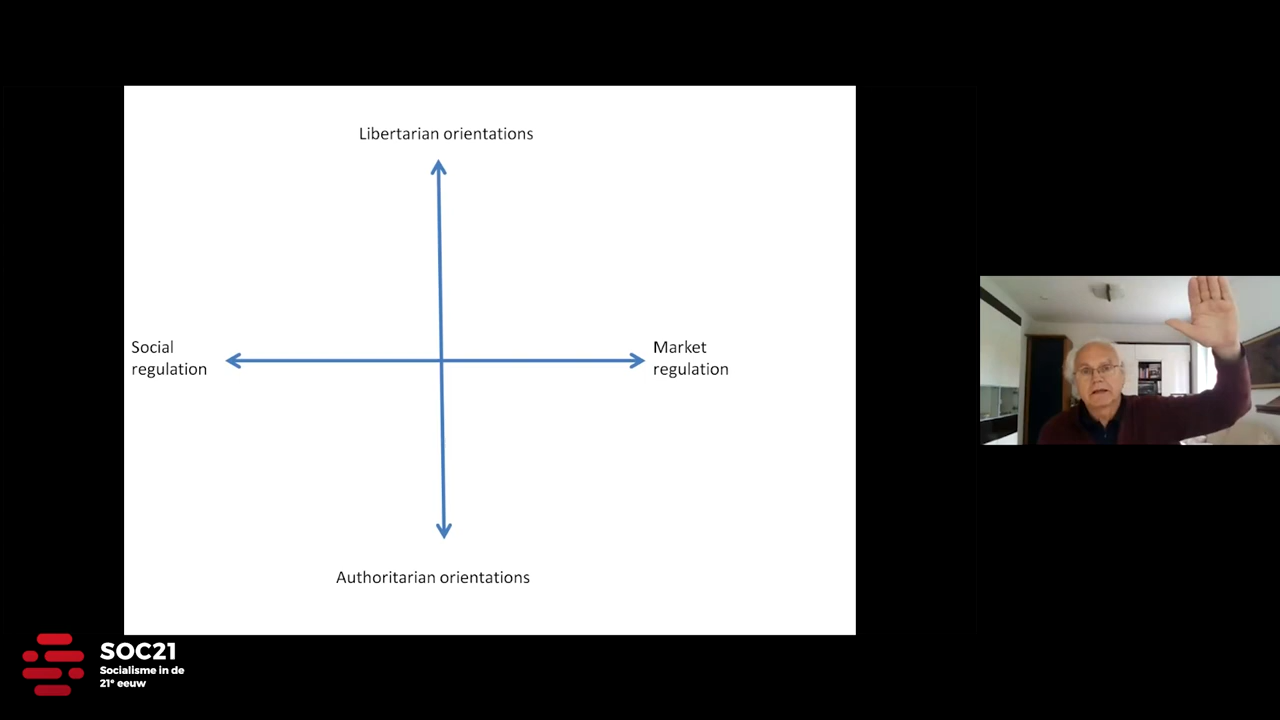 Libertarian orientations
Social
regulation
Market
regulation
Authoritarian orientations
SOC21
Socialisme in de
21e eeuw